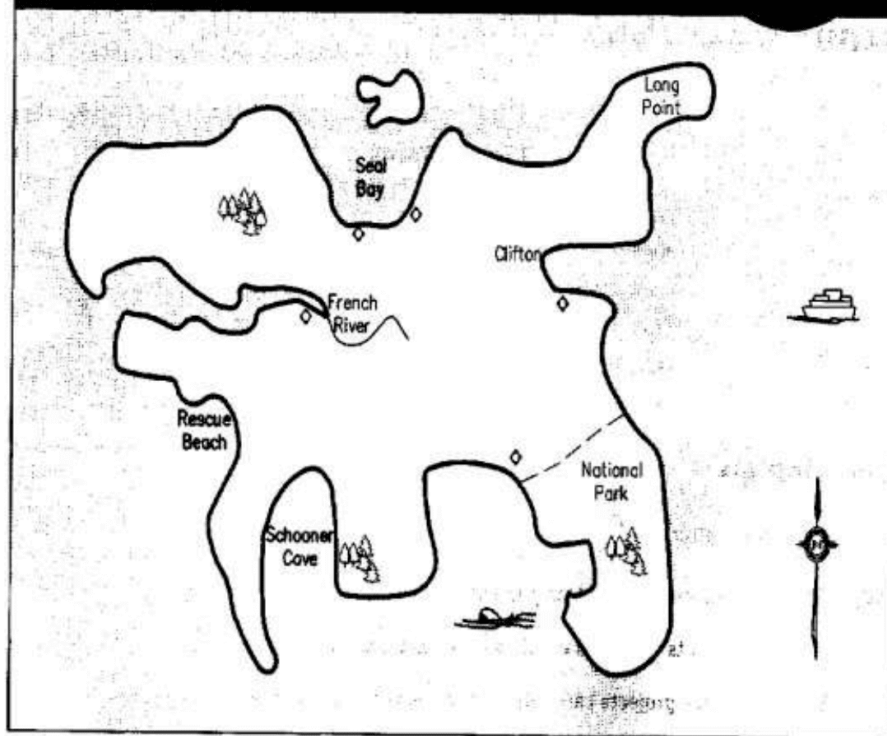 Long
Point
Seal
Bay
Clifton
French
River
Rescue
Beach
National
Park
Schooner
Cove